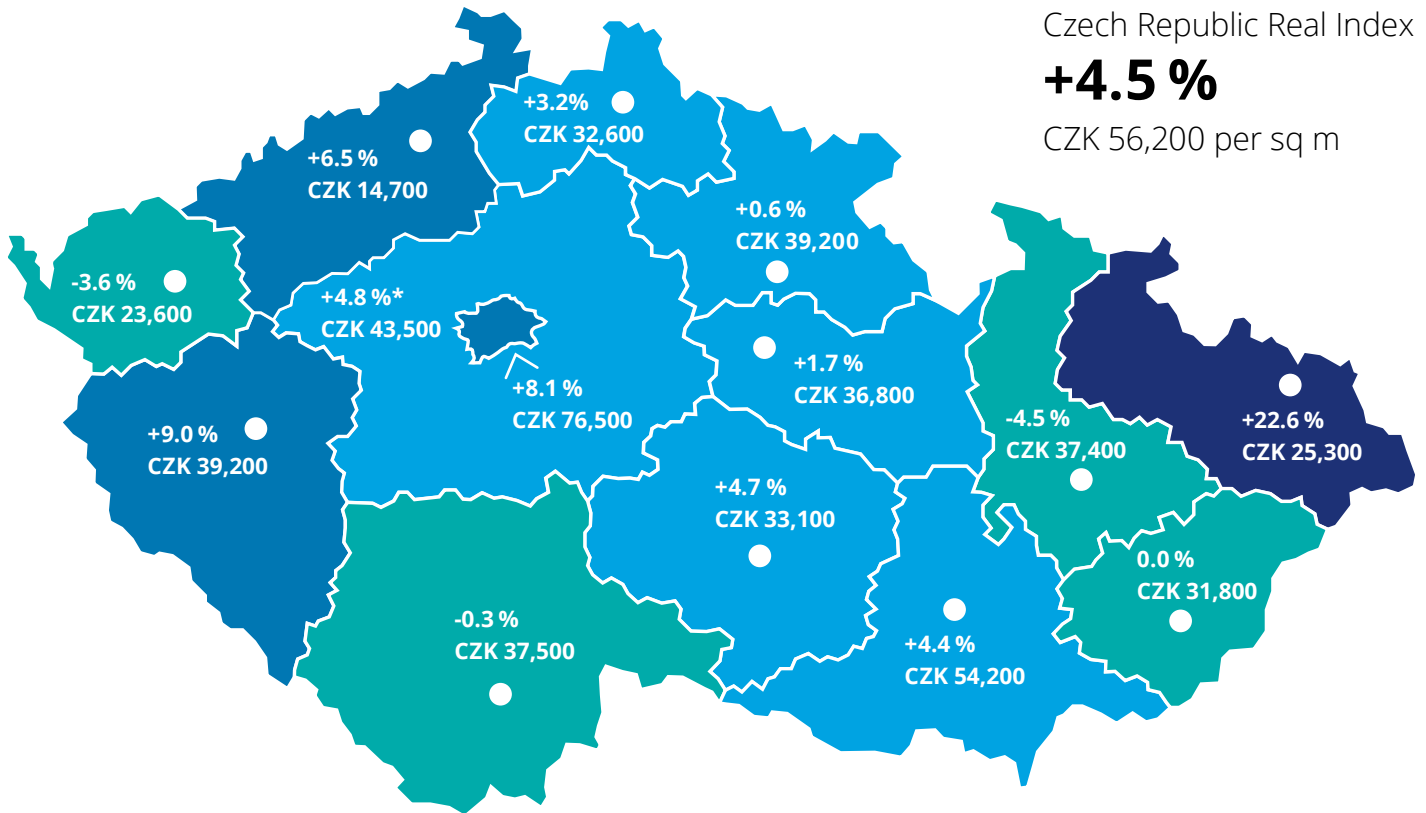 Czech Republic Real Index
+4.5 %
CZK 56,200 per sq m
+3.2%
CZK 32,600
+6.5 %
CZK 14,700
+0.6 %
CZK 39,200
-3.6 %
CZK 23,600
+4.8 %*
CZK 43,500
+8.1 %
CZK 76,500
+1.7 %
CZK 36,800
+9.0 %
CZK 39,200
-4.5 %
CZK 37,400
+22.6 %
CZK 25,300
+4.7 %
CZK 33,100
0.0 %
CZK 31,800
-0.3 %
CZK 37,500
+4.4 %
CZK 54,200